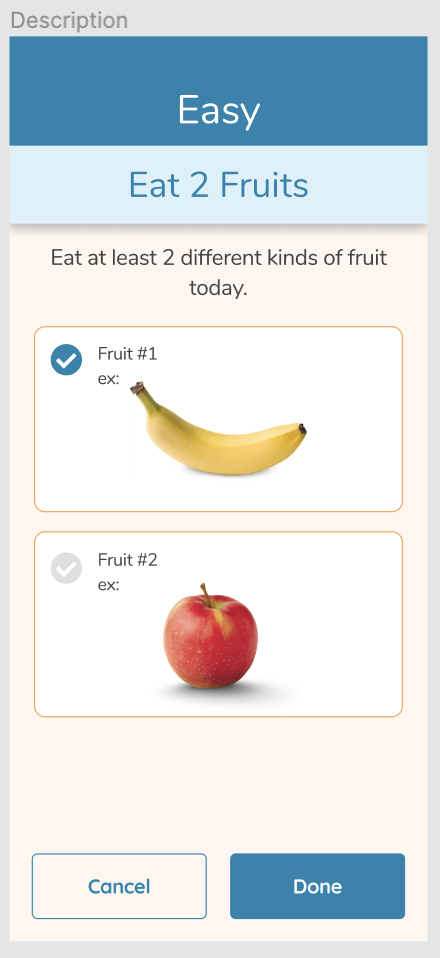 Description
Easy
Eat 2 Fruits
Eat at least 2 different kinds of fruit
today.
Fruit #1
ex:
Fruit #2
ex:
Cancel
Done